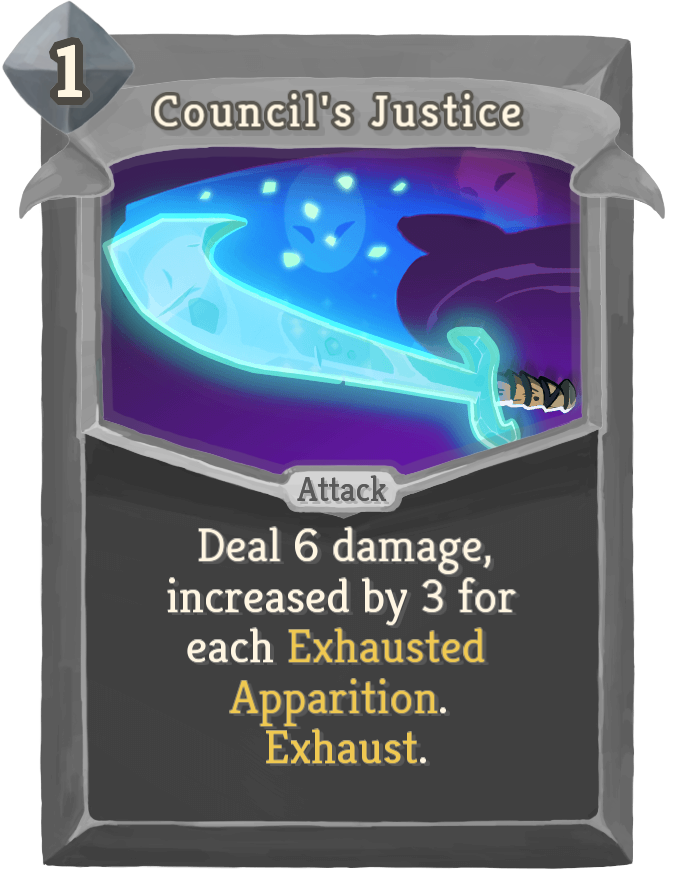 1
Council's Justice
Attack
Deal 6 damage,
increased by 3 for
each Exhausted
Apparition.
Exhaust.